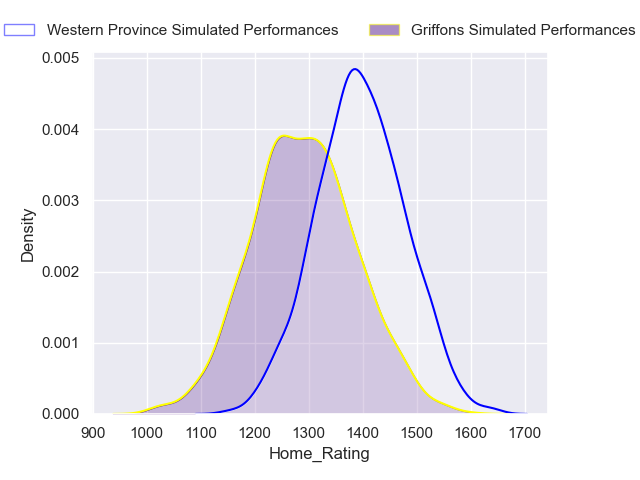 Western Province Simulated Performances Griffons Simulated Performances
0.005
0.004
0.003
0.002
0.001
0.000
Density
900 1000 1100 1200 1300 1400 1500 1600 1700
Home_Rating